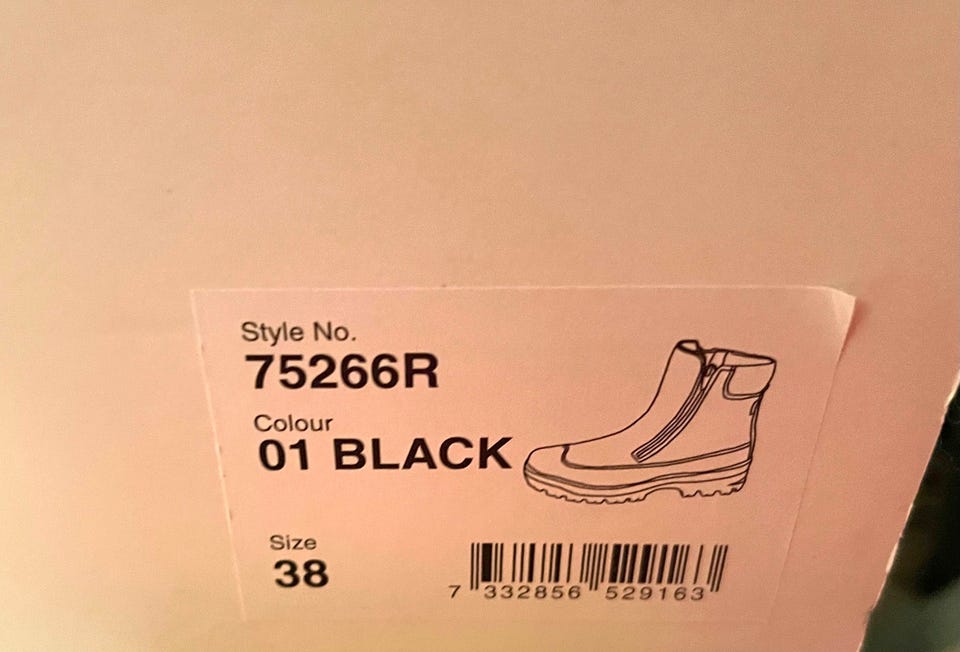 Style No.
75266R
Colour
01 BLACK
Size
38
7 332856 529163